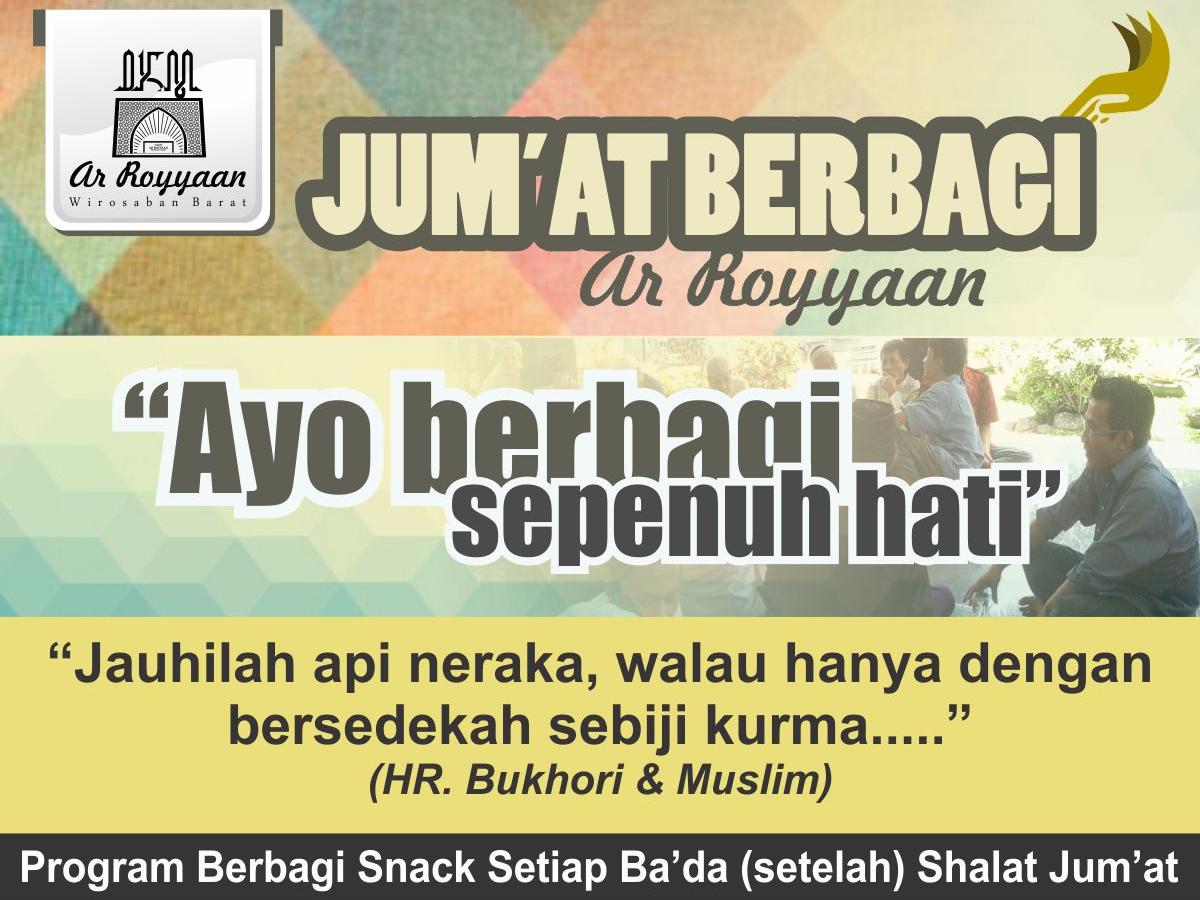 DKM
Ar Royyaan
Wirosaban Barat
JUM'AT BERBAGI
Ar Royyaan
“Ayo berbagi
sepenuh hati”
“Jauhilah api neraka, walau hanya dengan
bersedekah sebiji kurma.....”
(HR. Bukhori & Muslim)
Program Berbagi Snack Setiap Ba’da (setelah) Shalat Jum’at